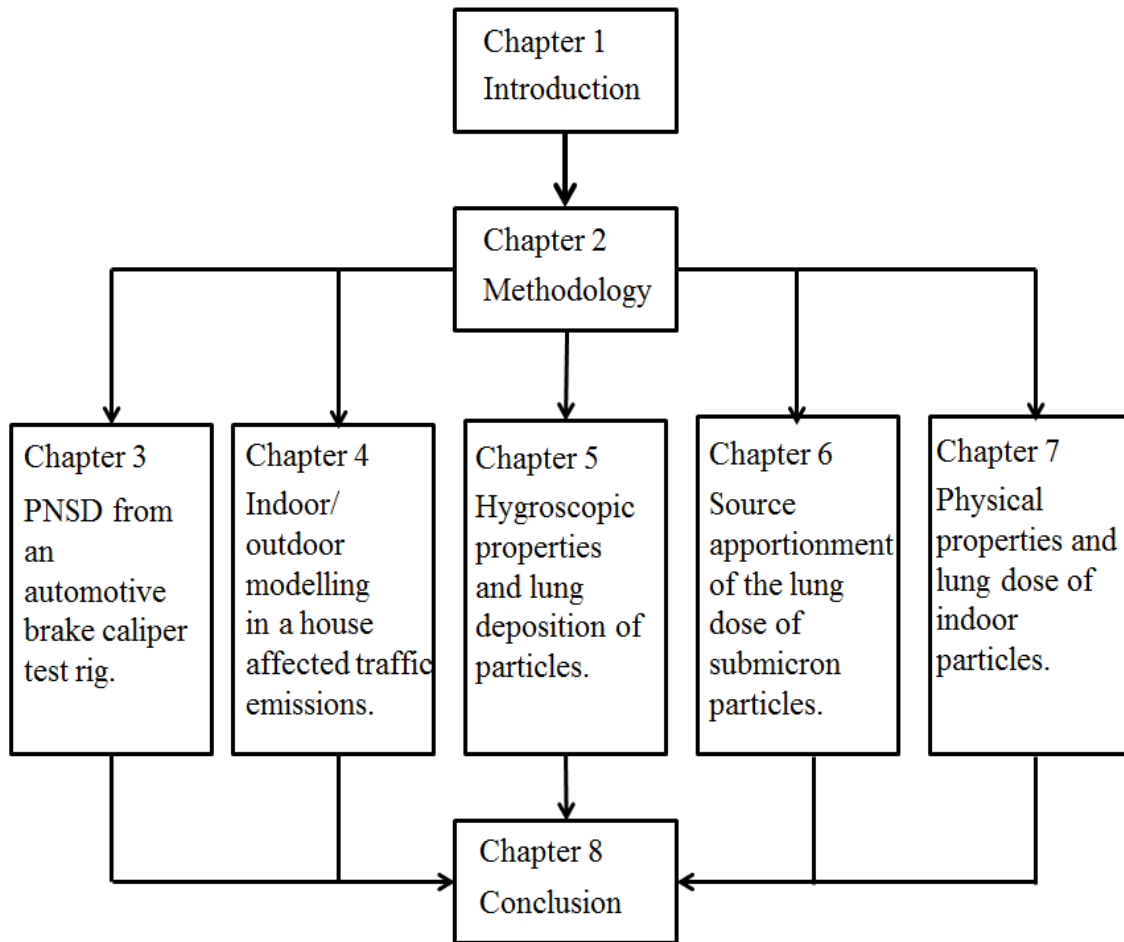 Chapter 1
Introduction
Chapter 2
Methodology
Chapter 3
PNSD from
an
automotive
brake caliper
test rig.
Chapter 4
Indoor/
outdoor
modelling
in a house
affected traffic
emissions.
Chapter 5
Hygroscopic
properties
and lung
deposition of
particles.
Chapter 6
Source
apportionment
of the lung
dose of
submicron
particles.
Chapter 7
Physical
properties and
lung dose of
indoor
particles.
Chapter 8
Conclusion